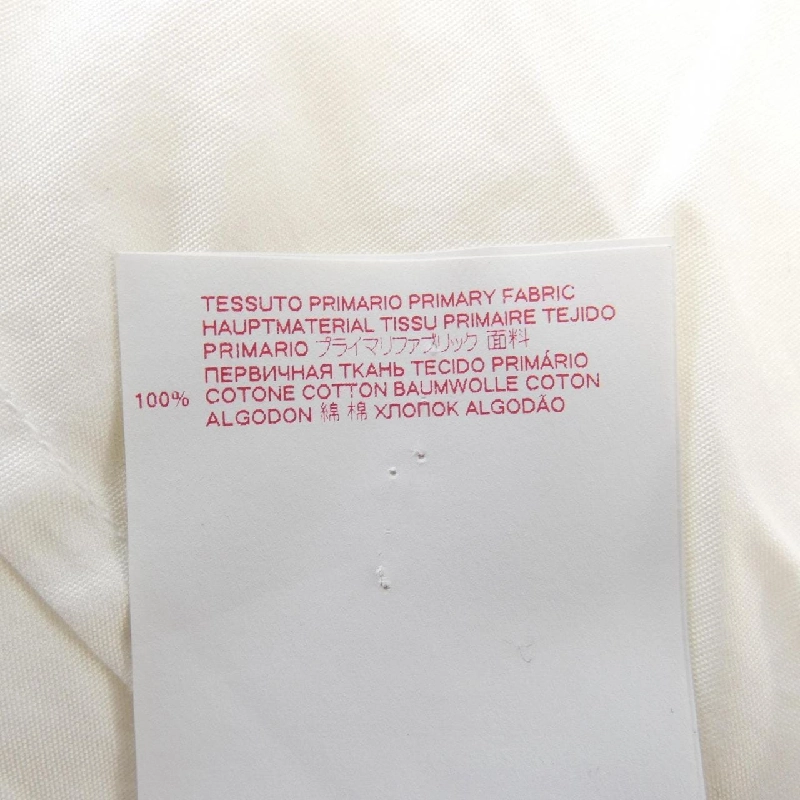 TESSUTO PRIMARIO PRIMARY FABRIC
HAUPTMATERIAL TISSU PRIMAIRE TEJIDO
PRIMARIO プライマリファブリック 面料
ПЕРВИЧНАЯ ТКАНЬ TECIDO PRIMÁRIO
100% COTONE COTTON BAUMWOLLE COTON
ALGODON 綿 棉 ХЛОПОК ALGODÃO